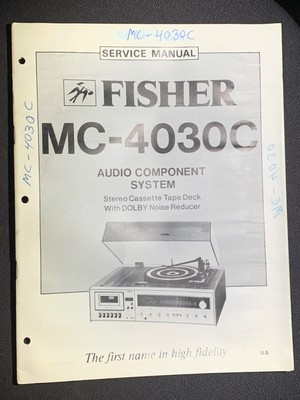 MC-4030C
SERVICE MANUAL
FISHER
MC-4030C
MC-4030C
MC-4030
AUDIO COMPONENT
SYSTEM
Stereo Cassette Tape Deck
With DOLBY Noise Reducer
The first name in high fidelity
U.S.